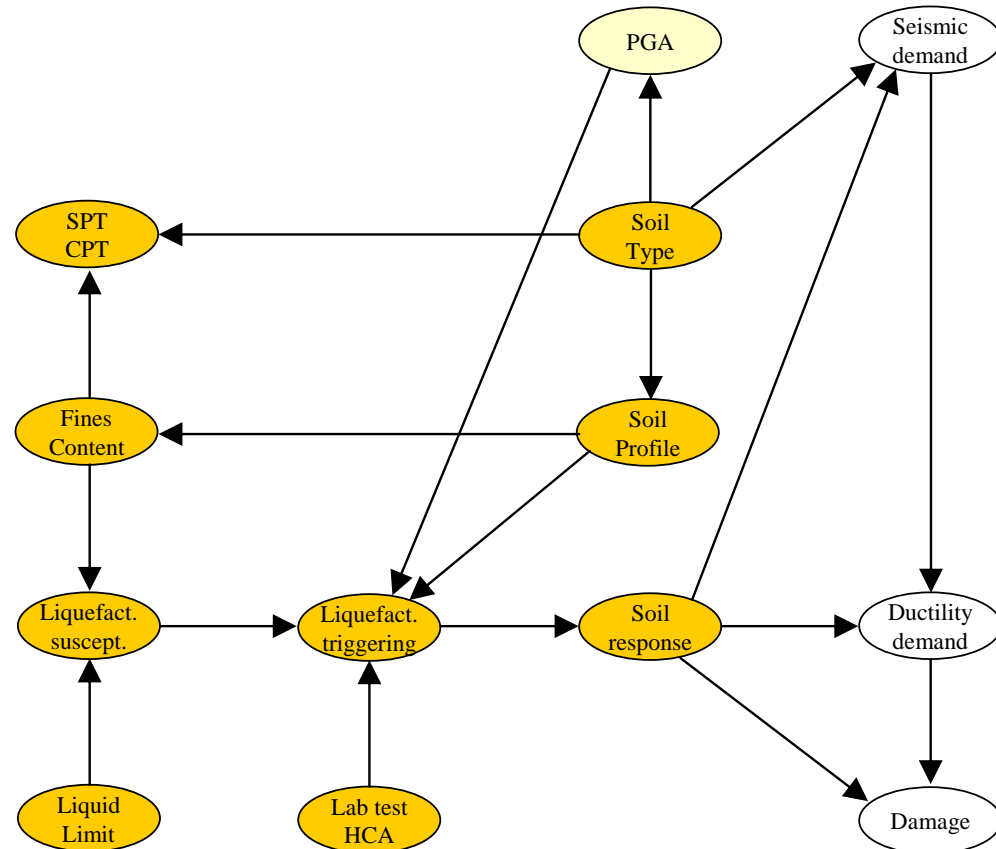 PGA
Seismic
demand
SPT
CPT
Soil
Type
Fines
Content
Soil
Profile
Liquefact.
suscept.
Liquefact.
triggering
Soil
response
Ductility
demand
Liquid
Limit
Lab test
HCA
Damage